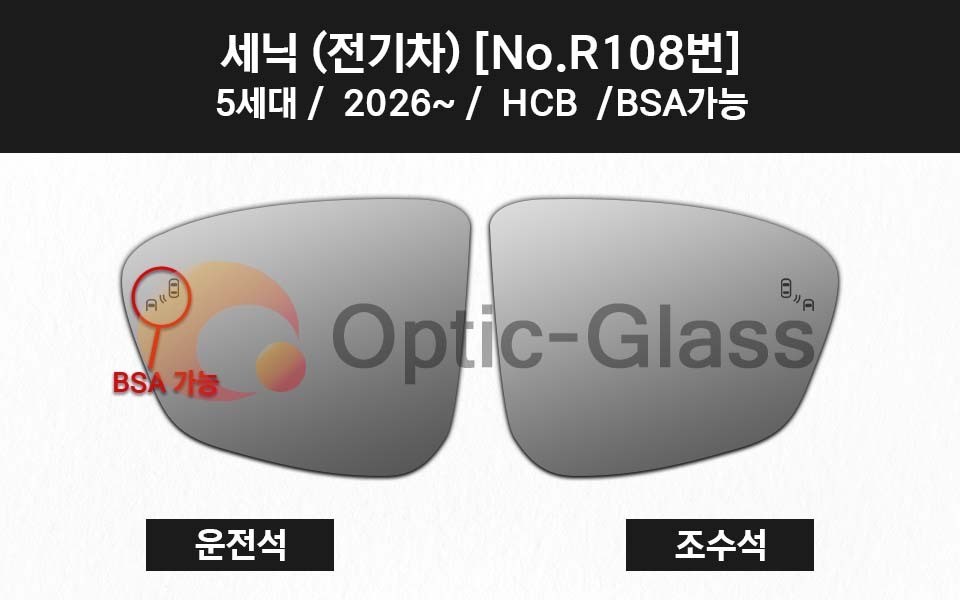 세닉 (전기차) [No.R108번]
5세대 / 2026~ / HCB /BSA가능
BSA 가능
Optic-Glass
운전석
조수석